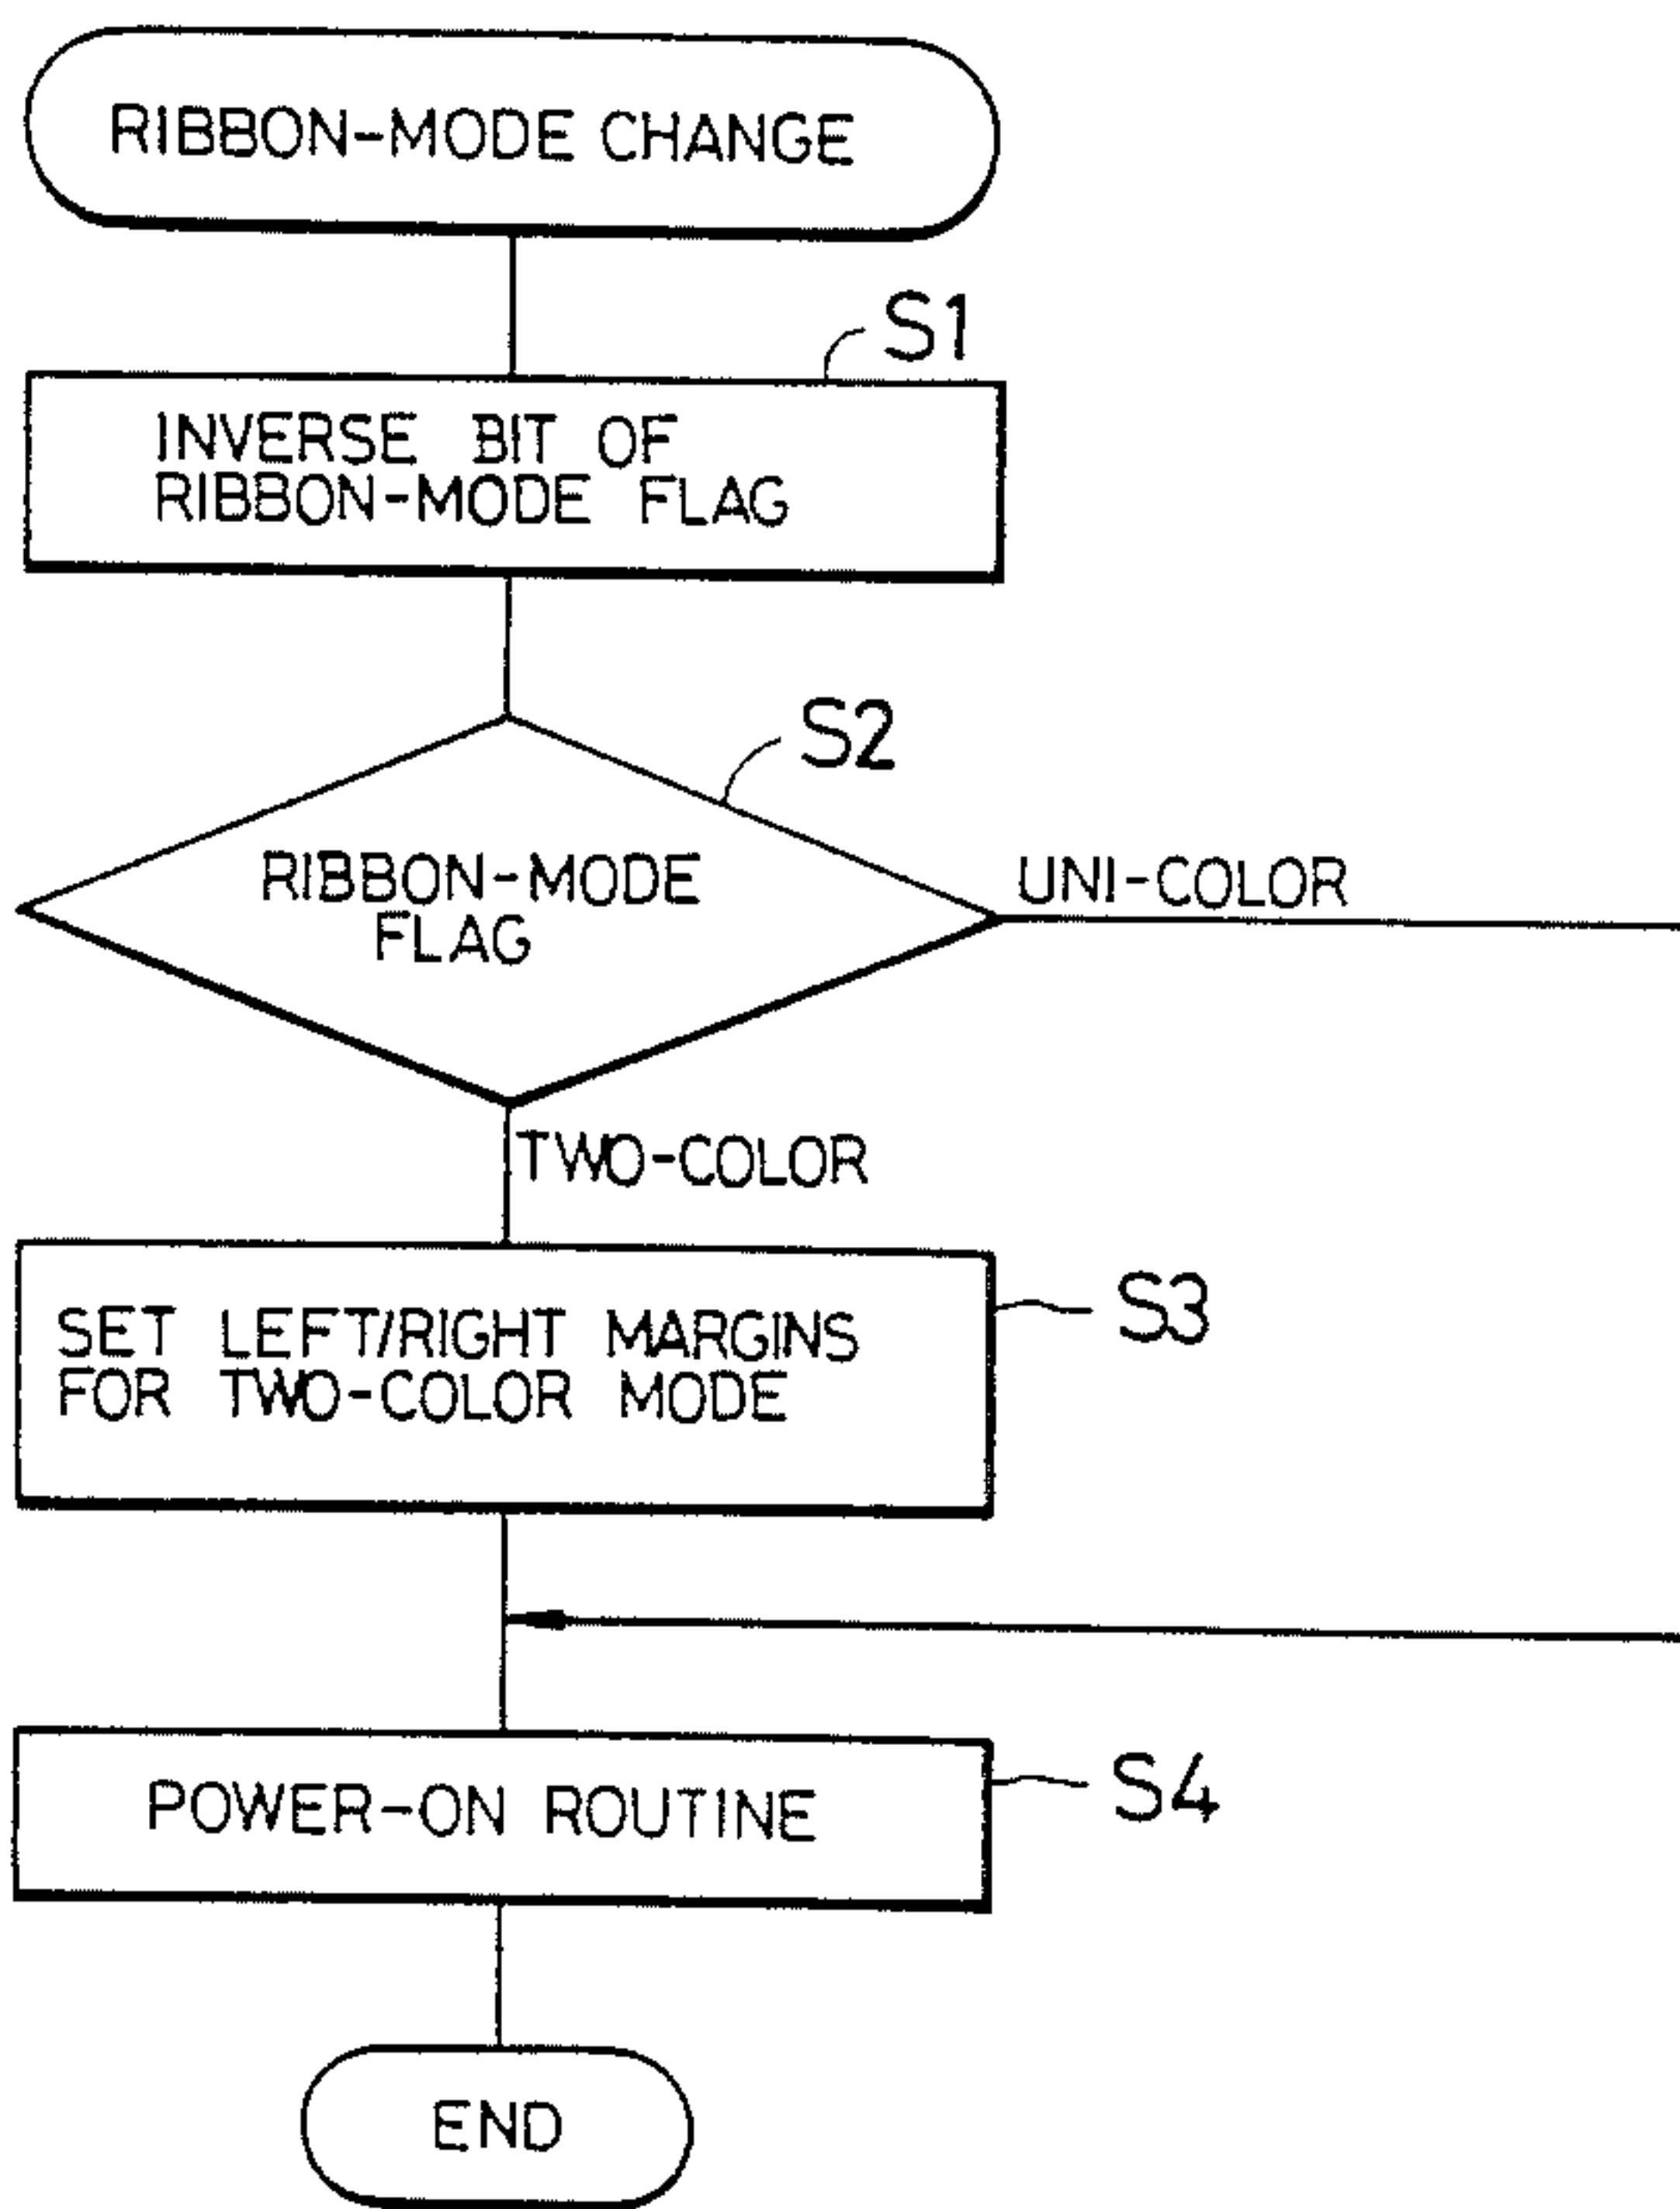 RIBBON-MODE CHANGE
S1
INVERSE BIT OF
RIBBON-MODE FLAG
S2
RIBBON-MODE
FLAG
UNI-COLOR
TWO-COLOR
SET LEFT/RIGHT MARGINS
FOR TWO-COLOR MODE
S3
POWER-ON ROUTINE
S4
END